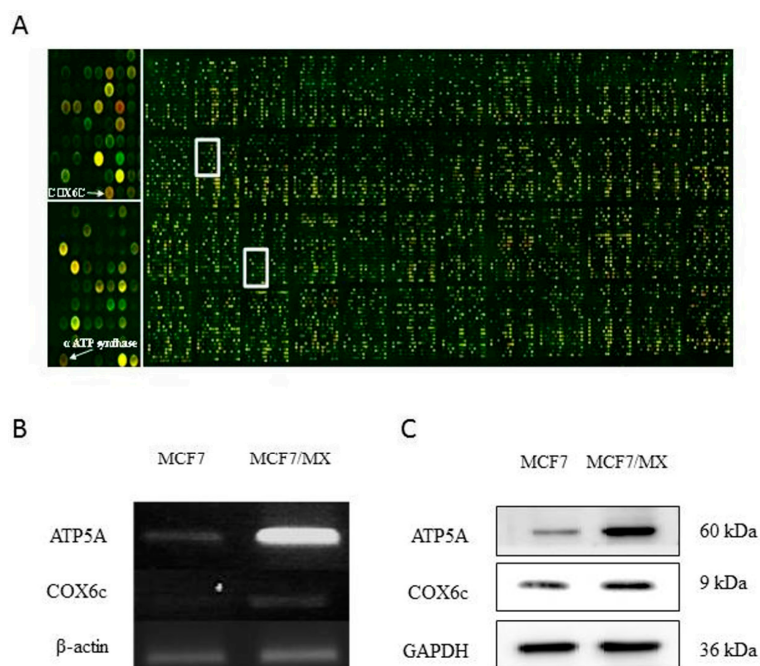 A
COX6C
α ATP synthase
B
C
MCF7 MCF7/MX
MCF7 MCF7/MX
ATP5A
ATP5A
60 kDa
COX6c
COX6c
9 kDa
β-actin
GAPDH
36 kDa